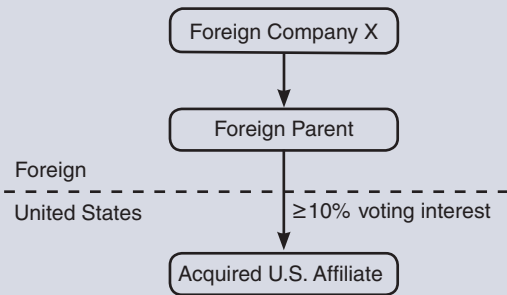 Foreign Company X
Foreign Parent
Foreign
United States
≥10% voting interest
Acquired U.S. Affiliate